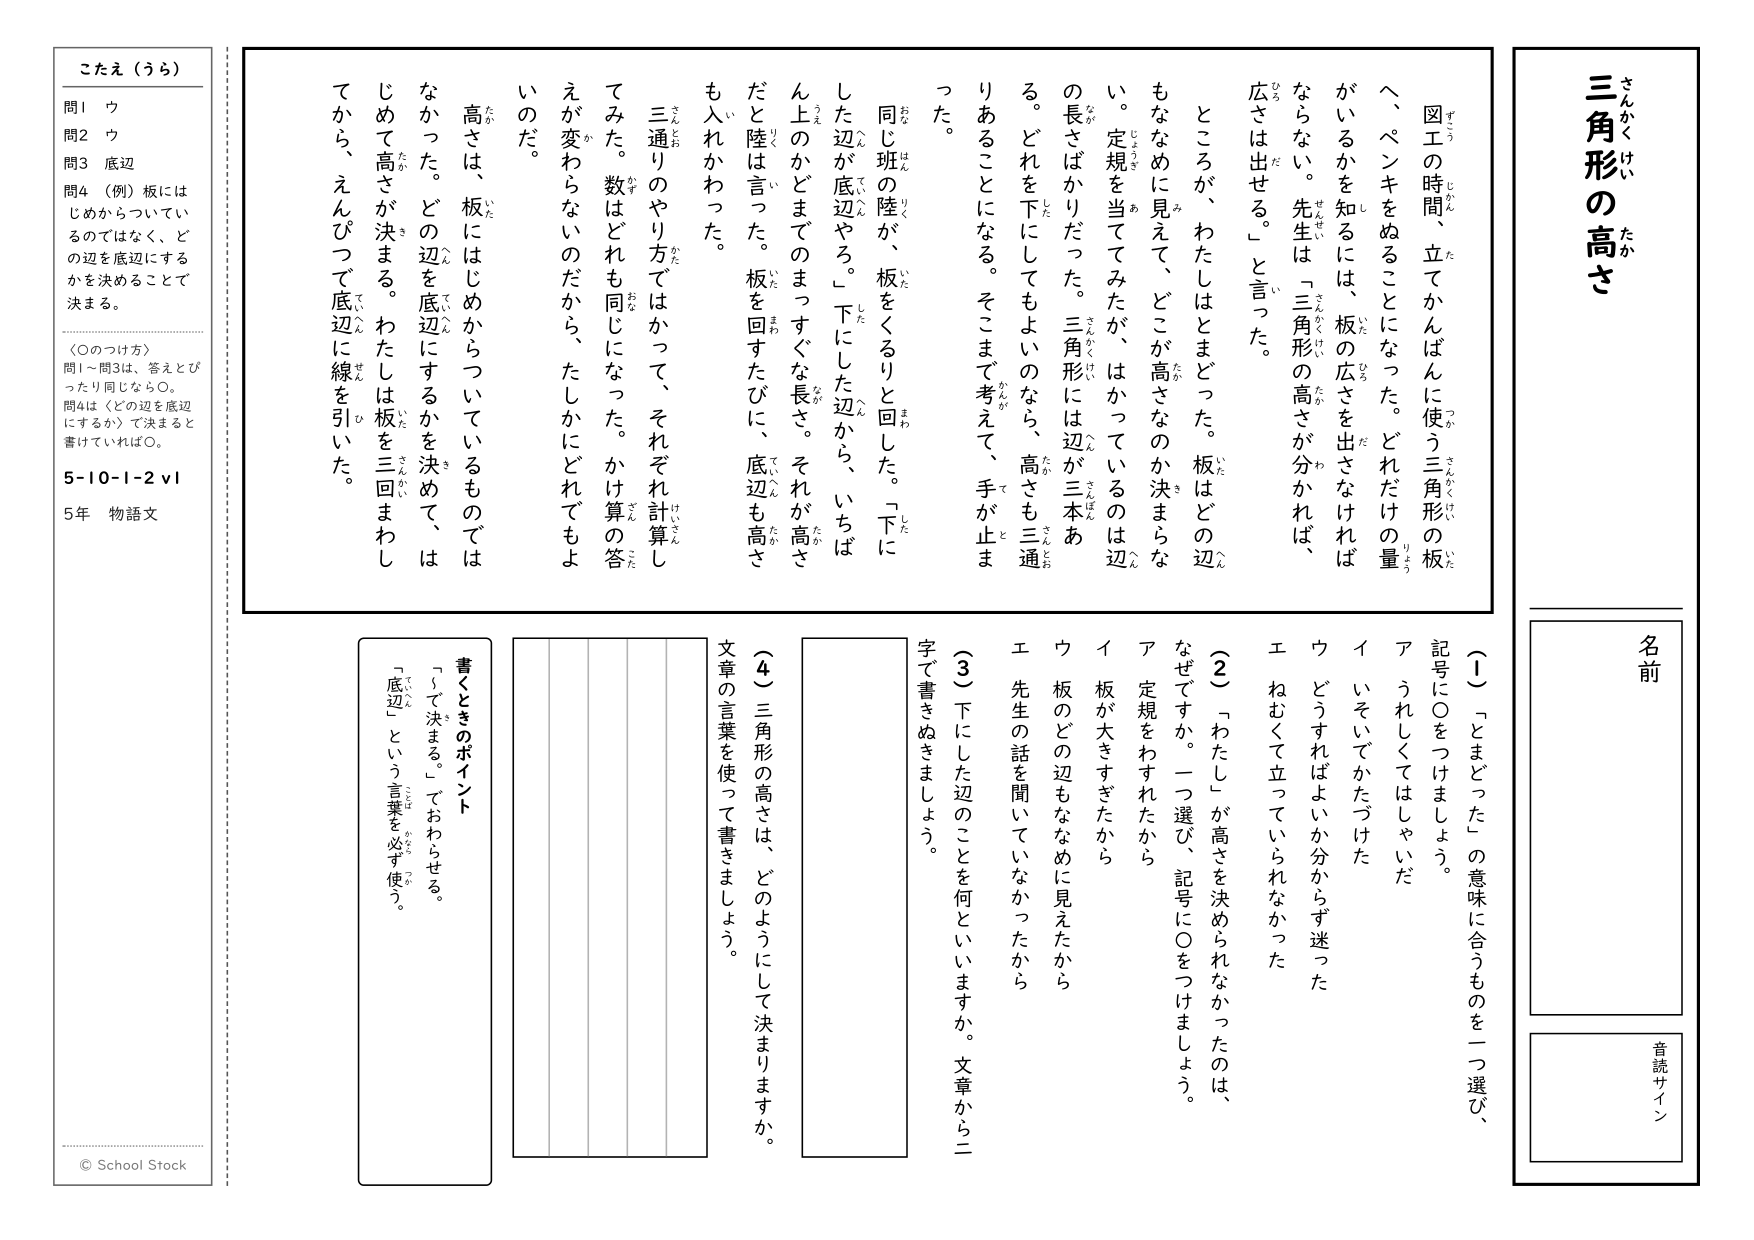 三角形の高さ
さんかくけい たか
名前
音読サイン
図工の時間、立てかんばんに使う三角形の板
へ、ペンキをぬることになった。どれだけの量
がいるかを知るには、板の広さを出さなければ
ならない。先生は「三角形の高さが分かれば、
広さは出せる。」と言った。
ところが、わたしはとまどった。板はどの辺
もななめに見えて、どこが高さなのか決まらな
い。定規を当ててみたが、はかっているのは辺
の長さばかりだった。三角形には辺が三本あ
る。どれを下にしてもよいのなら、高さも三通
りあることになる。そこまで考えて、手が止ま
った。
同じ班の陸が、板をくるりと回した。「下に
した辺が底辺やろ。」下にした辺から、いちば
ん上のかどまでのまっすぐな長さ。それが高さ
だと陸は言った。板を回すたびに、底辺も高さ
も入れかわった。
三通りのやり方ではかって、それぞれ計算し
てみた。数はどれも同じになった。かけ算の答
えが変わらないのだから、たしかにどれでもよ
いのだ。
高さは、板にはじめからついているものでは
なかった。どの辺を底辺にするかを決めて、は
じめて高さが決まる。わたしは板を三回まわし
てから、えんぴつで底辺に線を引いた。
(1)「とまどった」の意味に合うものを一つ選び、
記号に〇をつけましょう。
ア うれしくてはしゃいだ
イ いそいでかたづけた
ウ どうすればよいか分からず迷った
エ ねむくて立っていられなかった
(2)「わたし」が高さを決められなかったのは、
なぜですか。一つ選び、記号に〇をつけましょう。
ア 定規をわすれたから
イ 板が大きすぎたから
ウ 板のどの辺もななめに見えたから
エ 先生の話を聞いていなかったから
(3)下にした辺のことを何といいますか。文章から二
字で書きぬきましょう。
(4)三角形の高さは、どのようにして決まりますか。
文章の言葉を使って書きましょう。
書くときのポイント
「〜で決まる。」でおわらせる。
「底辺」という言葉を必ず使う。
こたえ（うら）
問1 ウ
問2 ウ
問3 底辺
問4 （例）板には
じめからついてい
るのではなく、ど
の辺を底辺にする
かを決めることで
決まる。
〈〇のつけ方〉
問1〜問3は、答えとぴ
ったり同じなら〇。
問4は〈どの辺を底辺
にするか〉で決まると
書けていれば〇。
5-10-1-2 v1
5年 物語文
© School Stock